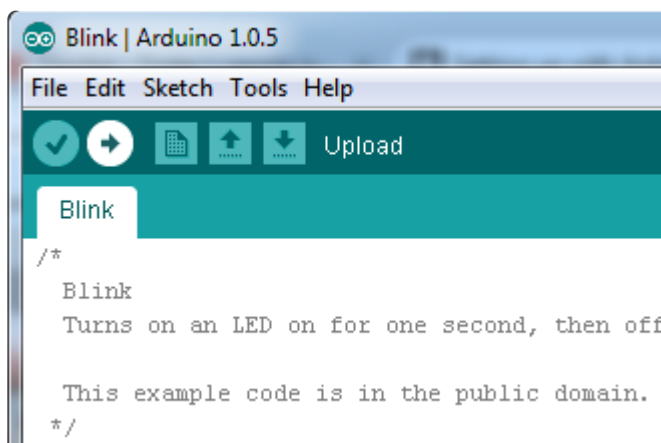 Blink | Arduino 1.0.5
File Edit Sketch Tools Help
Upload
Blink
/*
Blink
Turns on an LED on for one second, then off
This example code is in the public domain.
*/